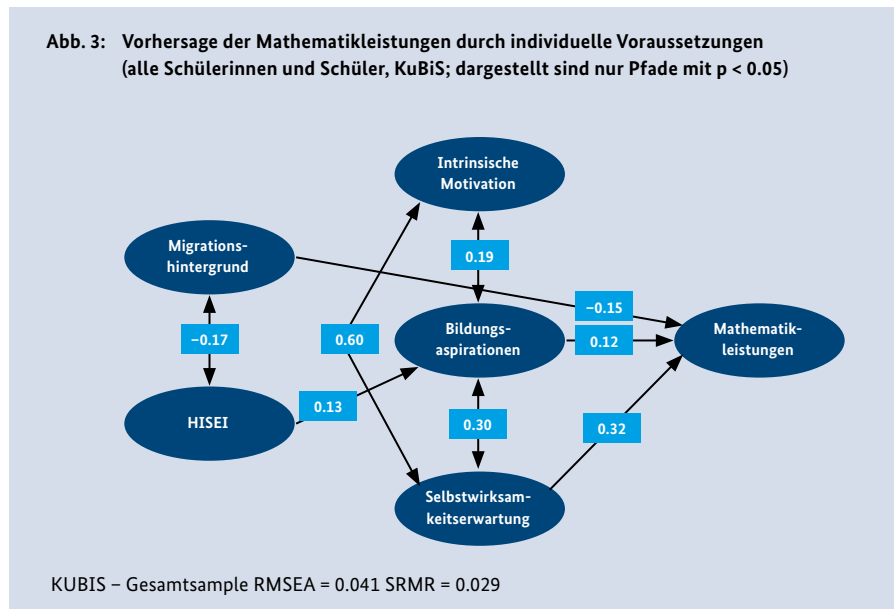 Abb. 3: Vorhersage der Mathematikleistungen durch individuelle Voraussetzungen
(alle Schülerinnen und Schüler, KuBiS; dargestellt sind nur Pfade mit p < 0.05)
Intrinsische
Motivation
Migrations-
hintergrund
0.19
−0.15
−0.17
0.60
Bildungs-
aspirationen
0.12
Mathematik-
leistungen
0.13
HISEI
0.30
0.32
Selbstwirksam-
keitserwartung
KUBIS – Gesamtsample RMSEA = 0.041 SRMR = 0.029